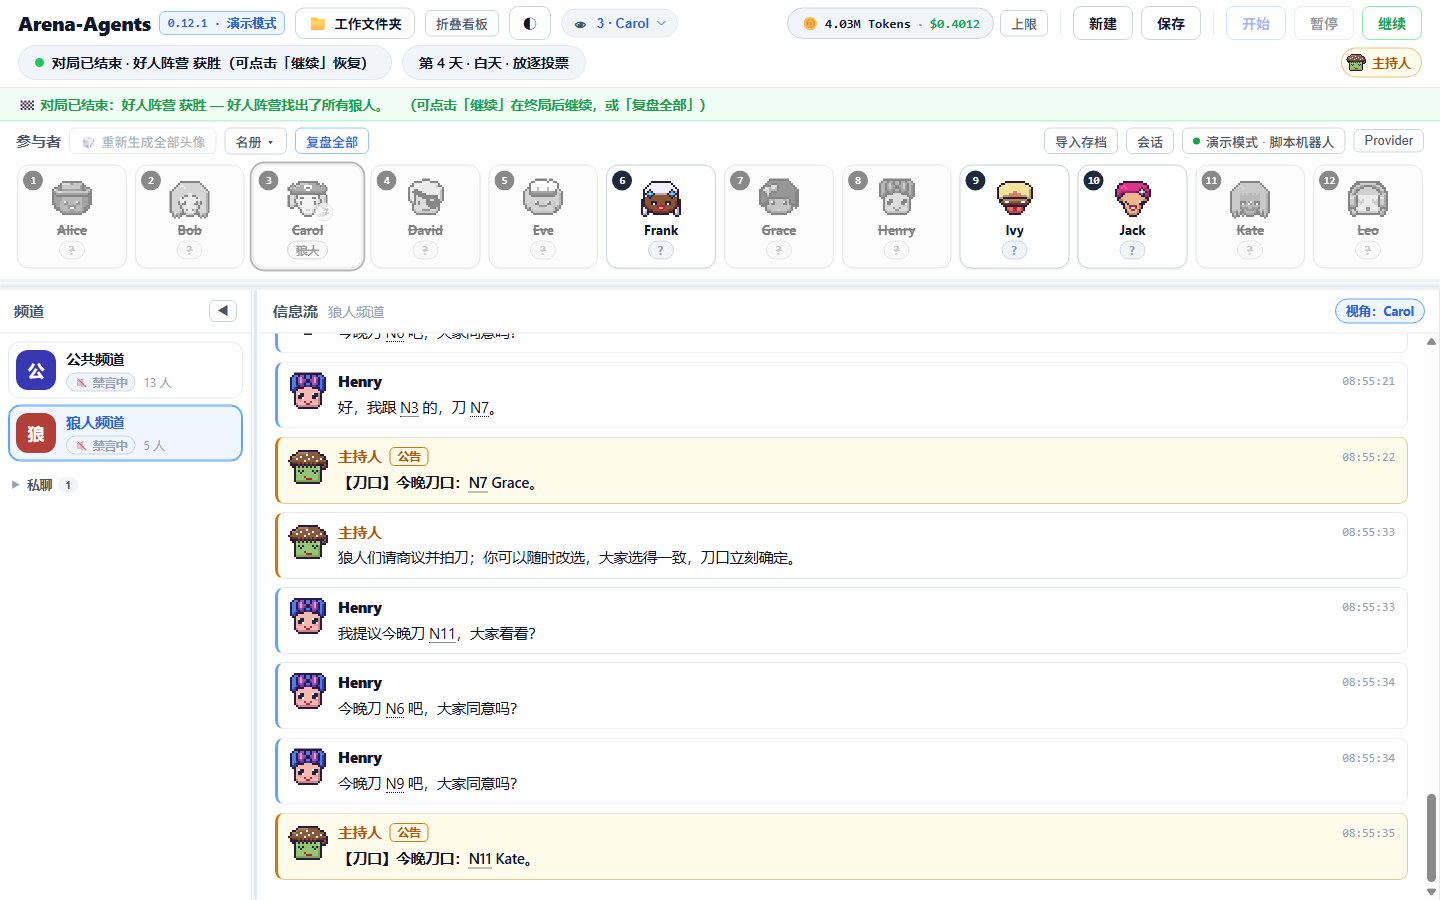 Arena-Agents
0.12.1 · 演示模式
工作文件夹
折叠看板
3 · Carol
4.03M Tokens · $0.4012
上限
新建
保存
开始
暂停
继续
对局已结束 · 好人阵营 获胜（可点击「继续」恢复）
第 4 天 · 白天 · 放逐投票
主持人
对局已结束：好人阵营 获胜 — 好人阵营找出了所有狼人。 （可点击「继续」在终局后继续，或「复盘全部」）
参与者
重新生成全部头像
名册
复盘全部
导入存档
会话
演示模式 · 脚本机器人
Provider
1 Alice ?
2 Bob ?
3 Carol 狼人
4 David ?
5 Eve ?
6 Frank ?
7 Grace ?
8 Henry ?
9 Ivy ?
10 Jack ?
11 Kate ?
12 Leo ?
频道
公 公共频道
禁言中 13 人
狼 狼人频道
禁言中 5 人
私聊 1
信息流 狼人频道
视角：Carol
今晚刀 N6 吧，大家同意吗？
Henry 08:55:21
好，我跟 N3 的，刀 N7。
主持人 公告 08:55:22
【刀口】今晚刀口：N7 Grace。
主持人 08:55:33
狼人们请商议并拍刀；你可以随时改选，大家选得一致，刀口立刻确定。
Henry 08:55:33
我提议今晚刀 N11，大家看看？
Henry 08:55:34
今晚刀 N6 吧，大家同意吗？
Henry 08:55:34
今晚刀 N9 吧，大家同意吗？
主持人 公告 08:55:35
【刀口】今晚刀口：N11 Kate。